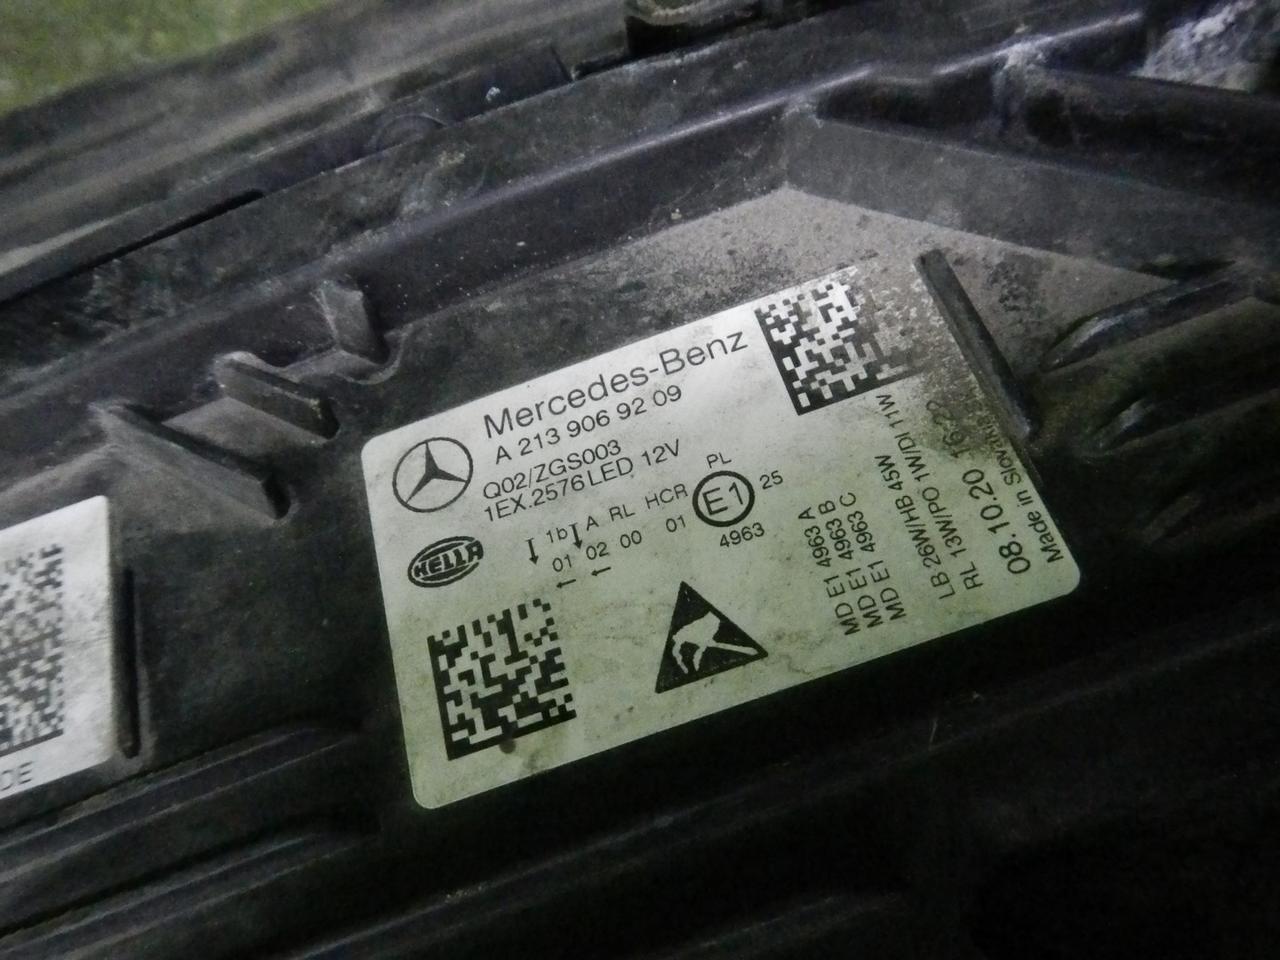 Mercedes-Benz
A 213 906 92 09
Q02/ZGS003
1EX.2576 LED 12V
HELLA
1b A RL HCR PL
01 02 00 01 E1 25
4963
MD E1 4963 A
MD E1 4963 B
MD E1 4963 C
LB 26W/HB 45W
RL 13W/PO 1W/DI 11W
08.10.20 16:22
Made in Slovakia
UK
DE